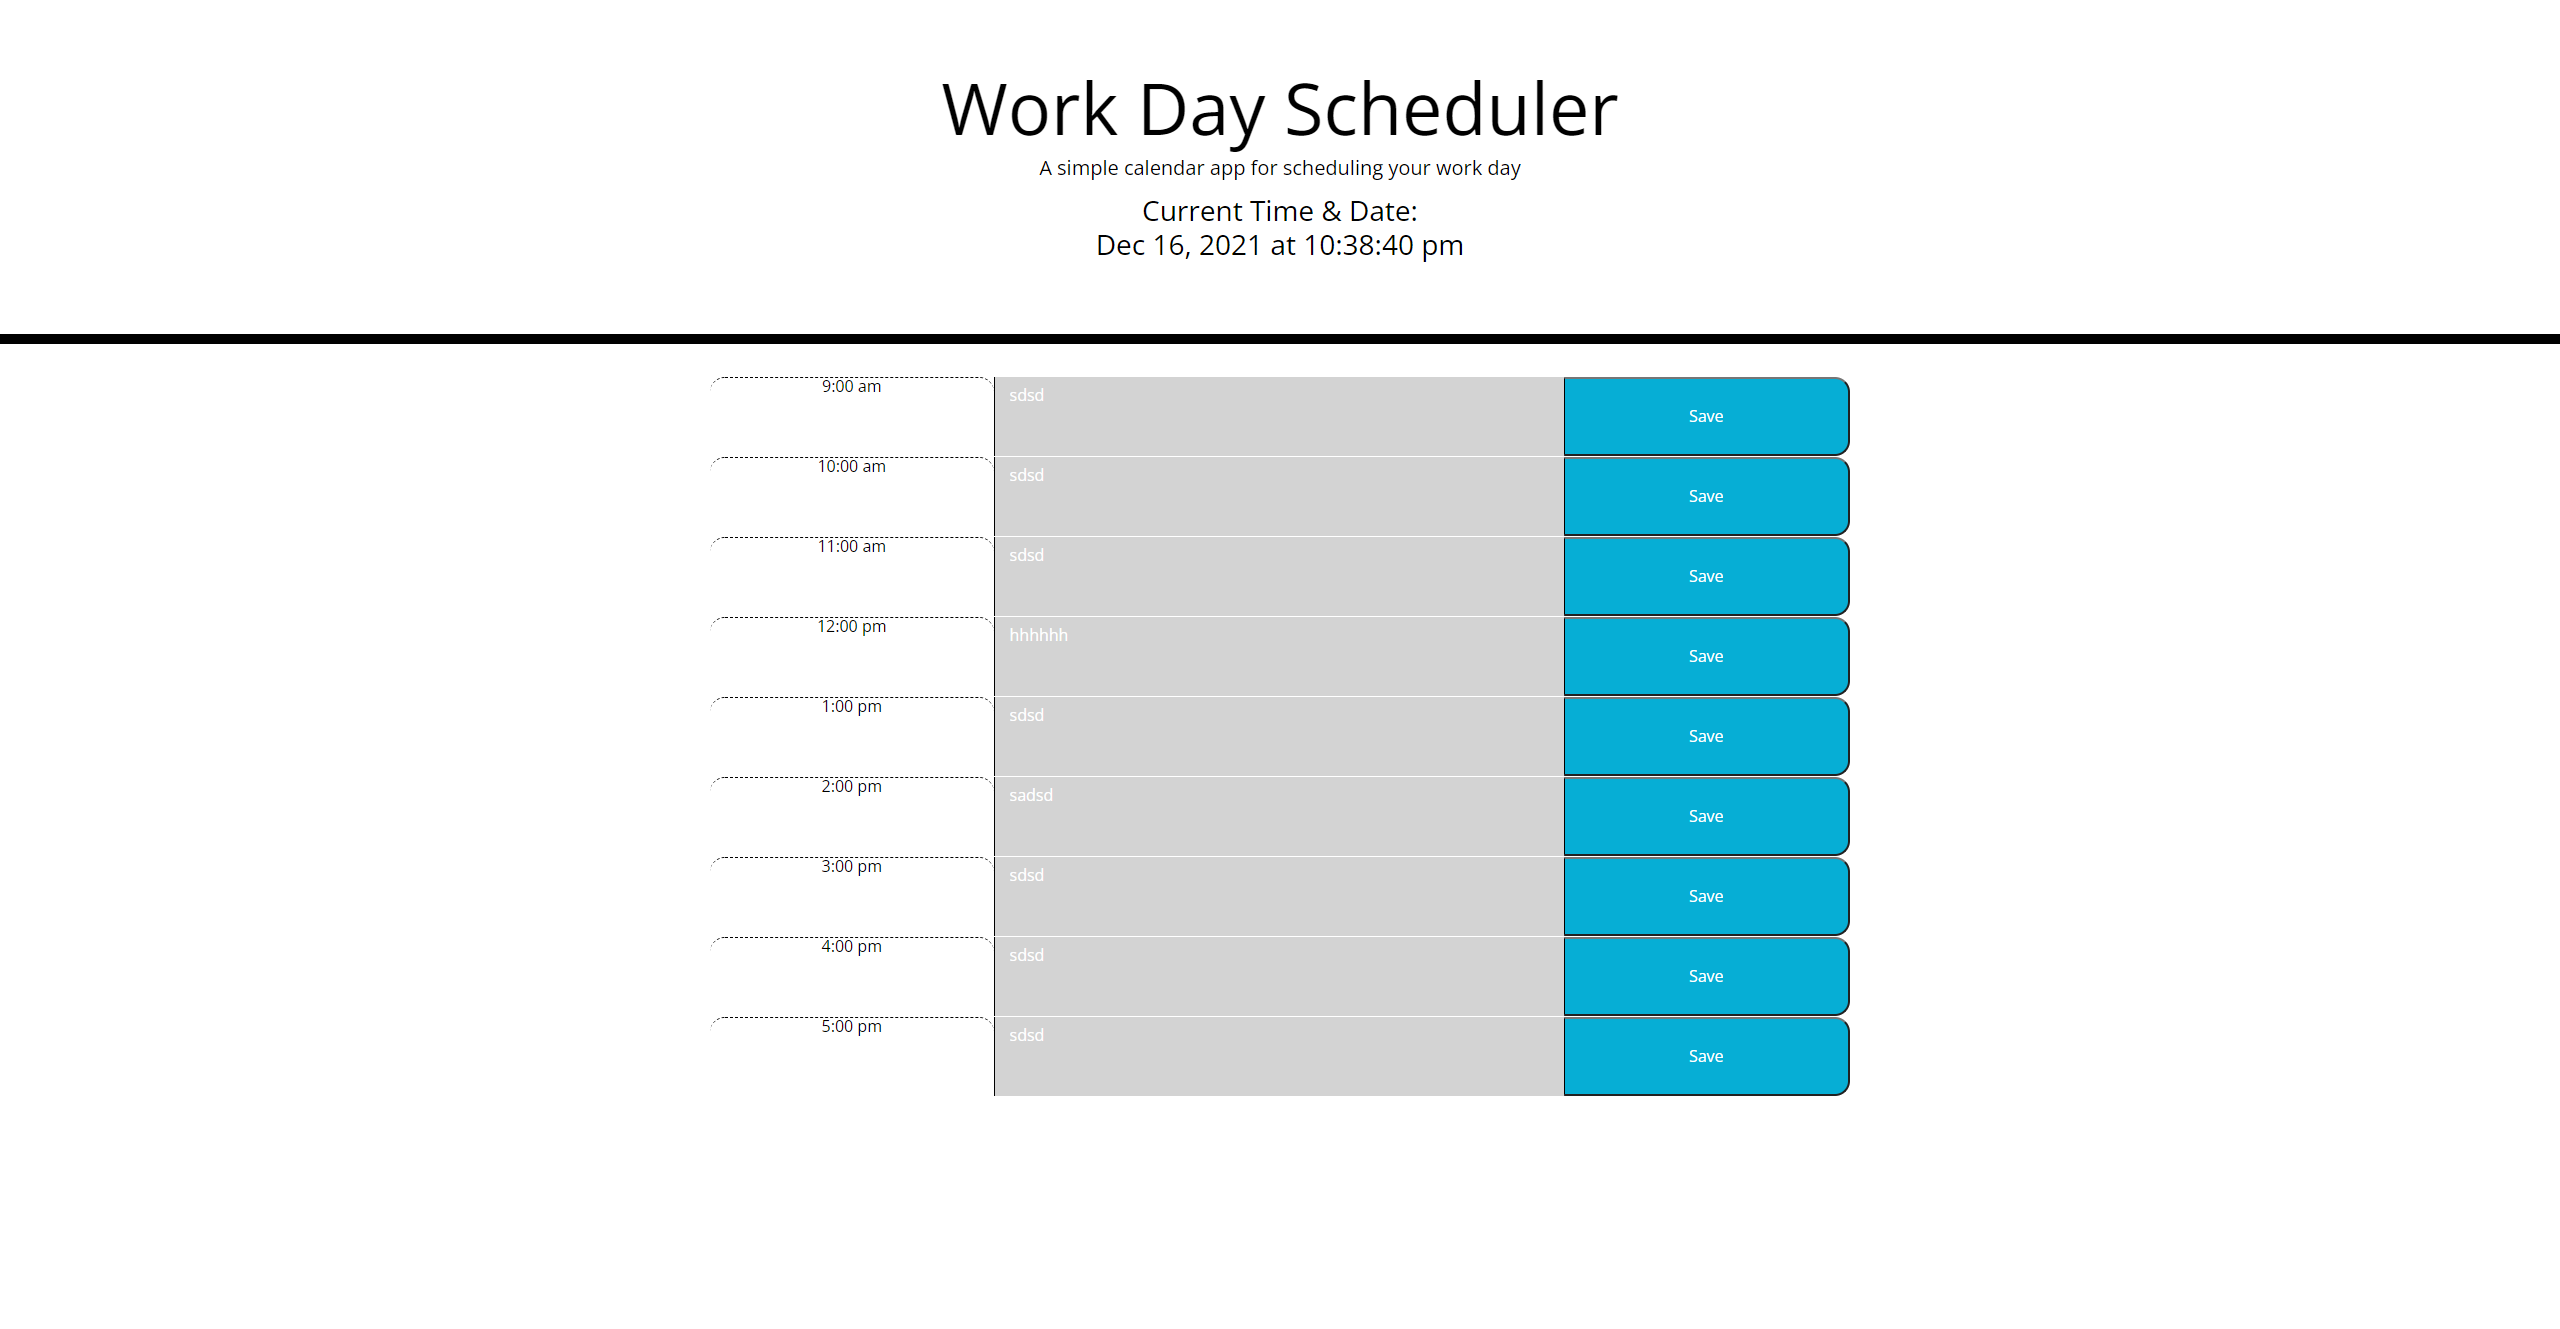 Work Day Scheduler
A simple calendar app for scheduling your work day
Current Time & Date:
Dec 16, 2021 at 10:38:40 pm
9:00 am sdsd Save
10:00 am sdsd Save
11:00 am sdsd Save
12:00 pm hhhhhh Save
1:00 pm sdsd Save
2:00 pm sadsd Save
3:00 pm sdsd Save
4:00 pm sdsd Save
5:00 pm sdsd Save